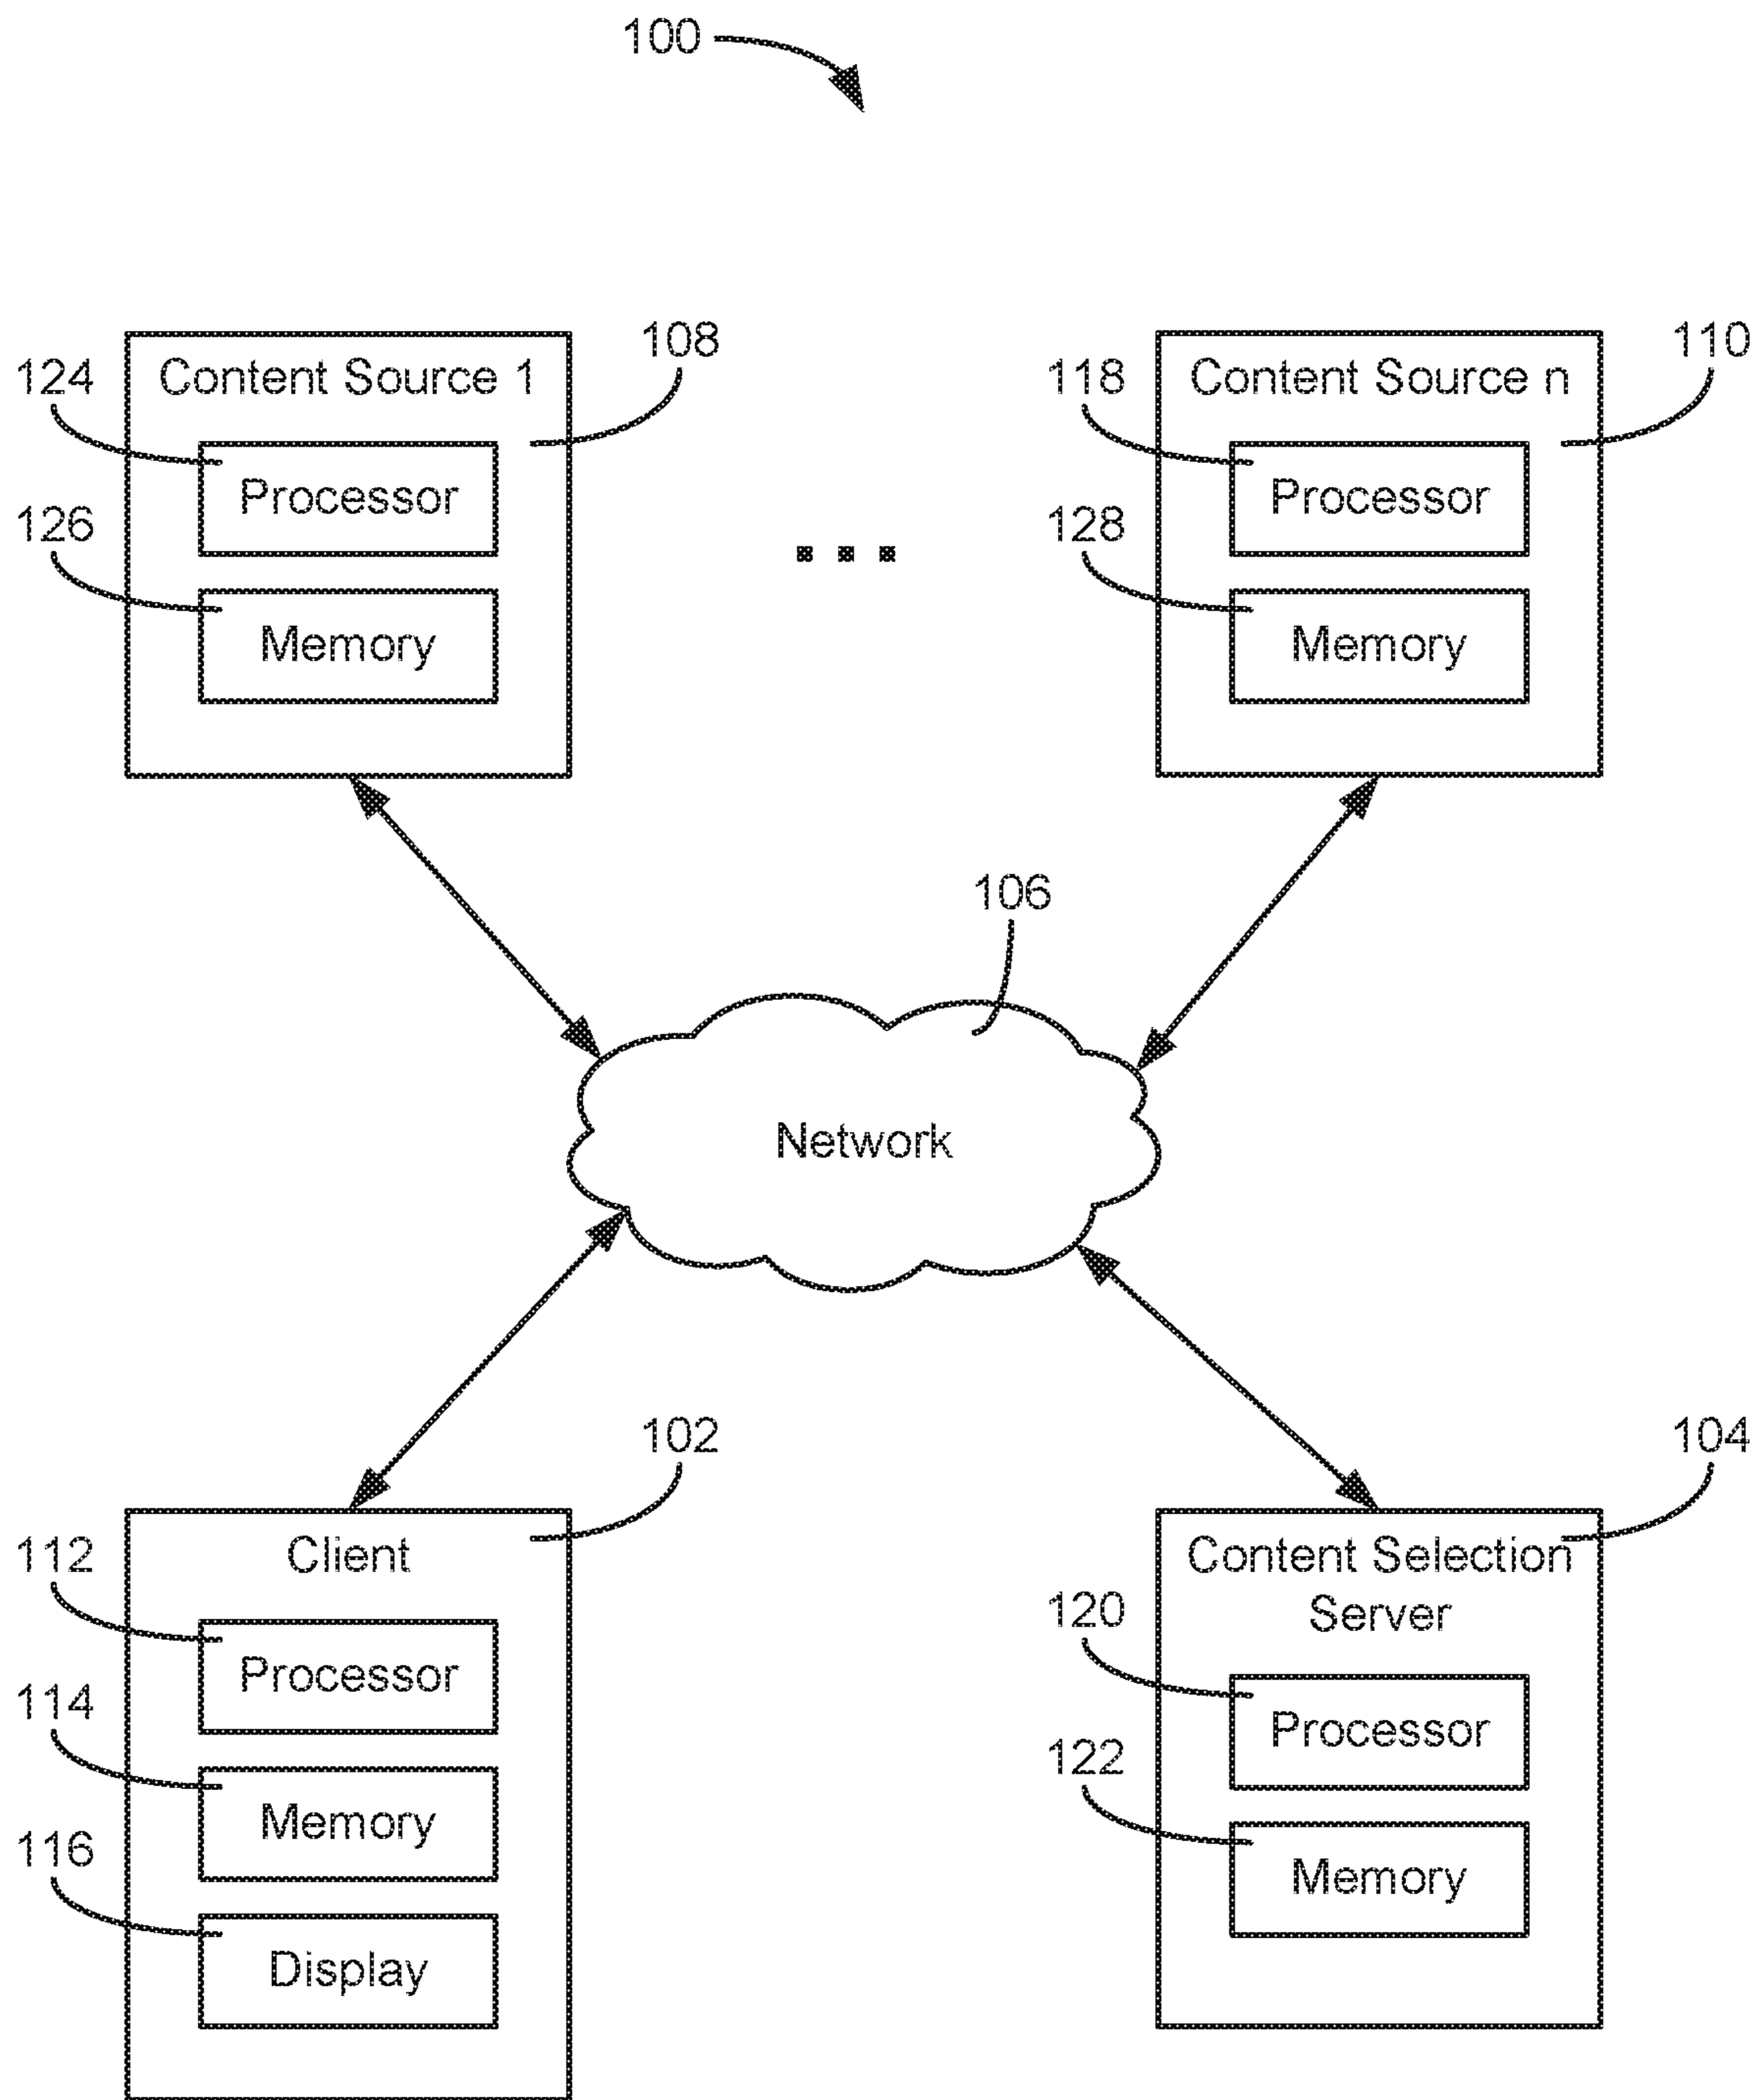 100
108
110
124
Content Source 1
118
Content Source n
Processor
Processor
126
128
Memory
Memory
106
Network
102
104
112
Client
Content Selection
Server
120
Processor
114
Processor
122
Memory
116
Memory
Display